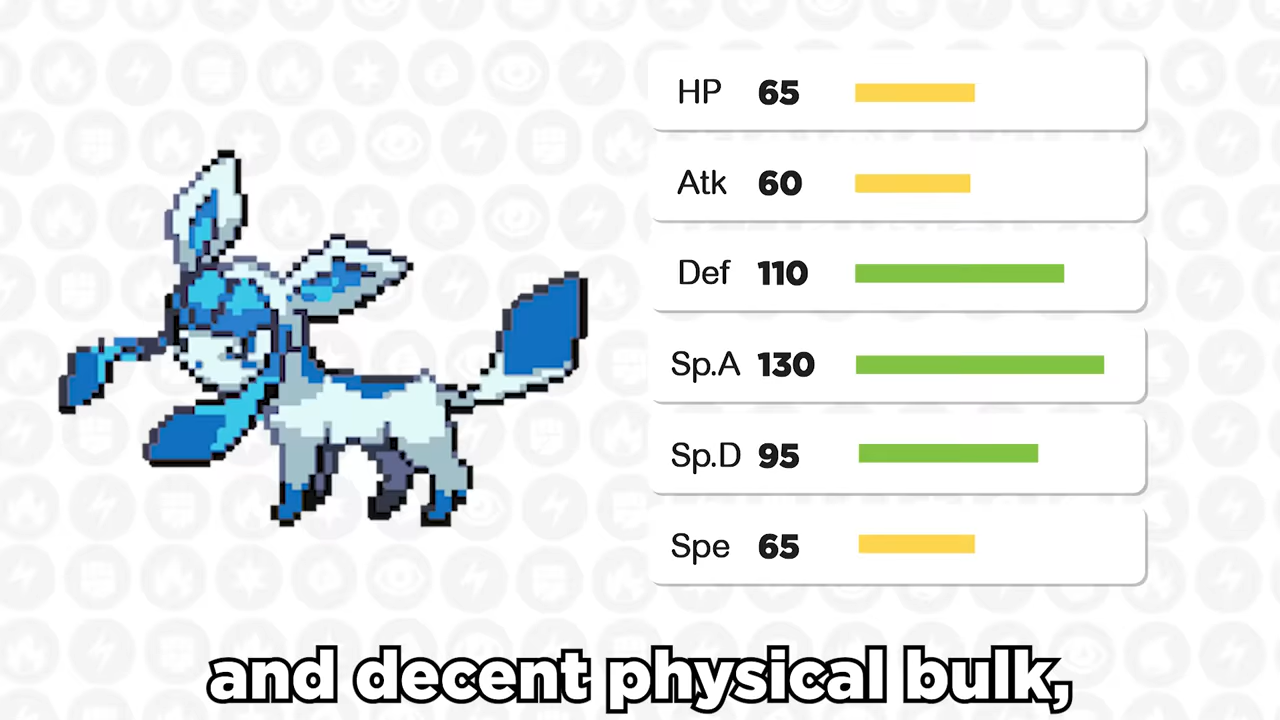 HP 65
Atk 60
Def 110
Sp.A 130
Sp.D 95
Spe 65
and decent physical bulk,